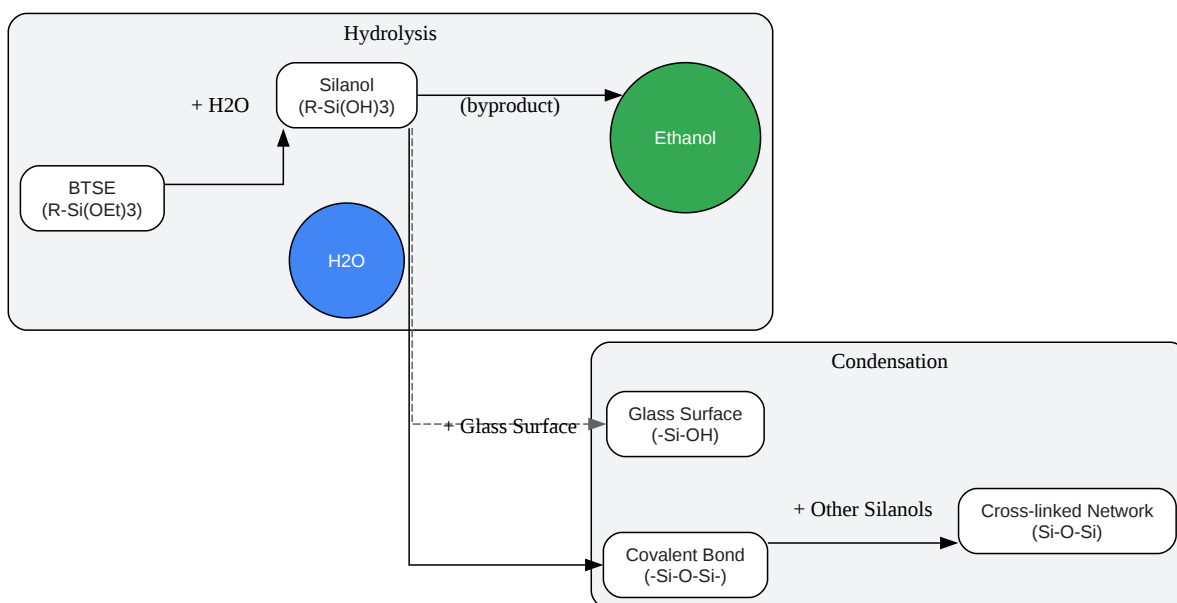 Hydrolysis
Silanol
(R-Si(OH)3)
+ H2O
(byproduct)
Ethanol
BTSE
(R-Si(OEt)3)
H2O
Condensation
Glass Surface
(-Si-OH)
+ Glass Surface
+ Other Silanols
Cross-linked Network
(Si-O-Si)
Covalent Bond
(-Si-O-Si-)